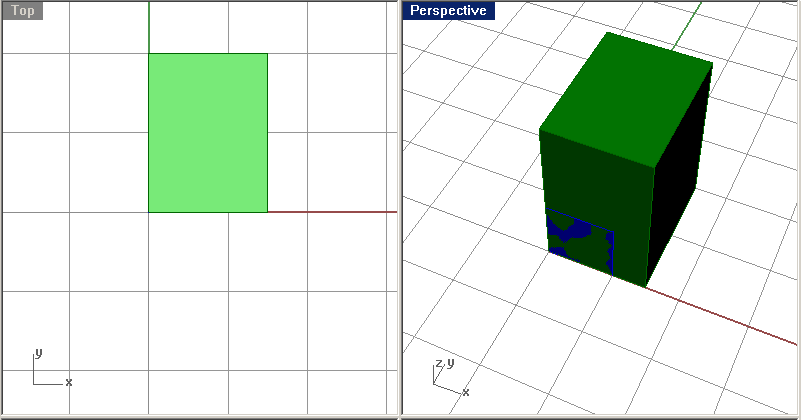 Top
Perspective
y
x
z y
x